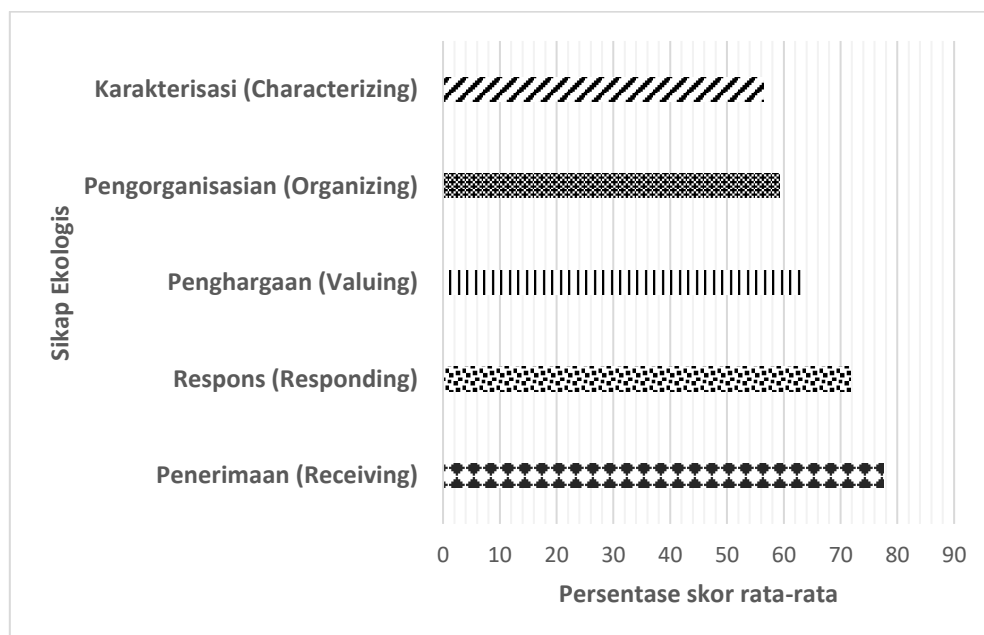 Karakterisasi (Characterizing)
Pengorganisasian (Organizing)
Penghargaan (Valuing)
Respons (Responding)
Penerimaan (Receiving)
Sikap Ekologis
0 10 20 30 40 50 60 70 80 90
Persentase skor rata-rata